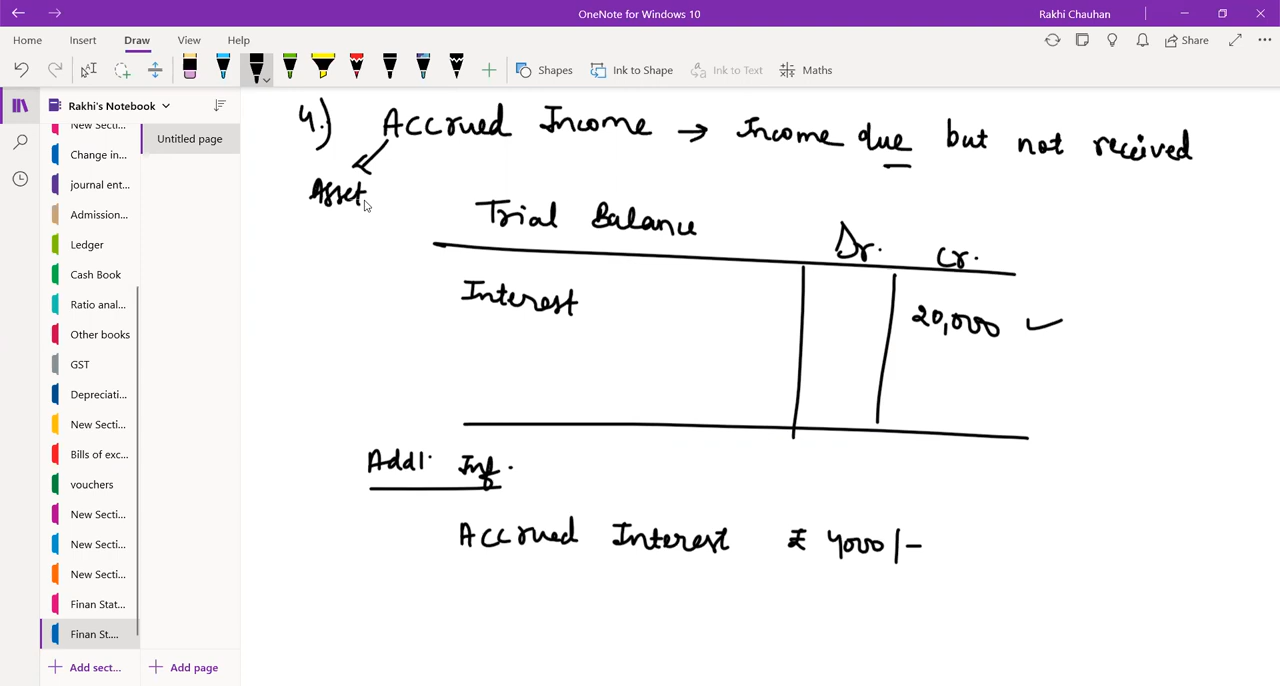 OneNote for Windows 10
Rakhi Chauhan
Home Insert Draw View Help
Share
Shapes Ink to Shape Ink to Text Maths
Rakhi's Notebook
New Secti...
Change in...
journal ent...
Admission...
Ledger
Cash Book
Ratio anal...
Other books
GST
Depreciati...
New Secti...
Bills of exc...
vouchers
New Secti...
New Secti...
New Secti...
Finan Stat...
Finan St....
Add sect...
Untitled page
Add page
4.) Accrued Income → Income due but not received
Asset
Trial Balance Dr. Cr.
Interest 20,000 ✓
Addl. Inf.
Accrued Interest ₹ 4000/-